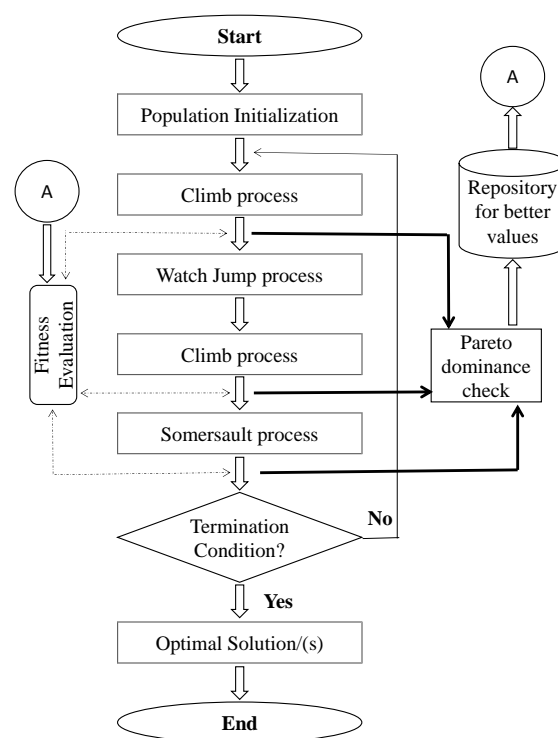 Start
A
Population Initialization
Repository
for better
values
Climb process
A
Watch Jump process
Fitness
Evaluation
Pareto
dominance
check
Climb process
Somersault process
Termination
Condition?
No
Yes
Optimal Solution/(s)
End